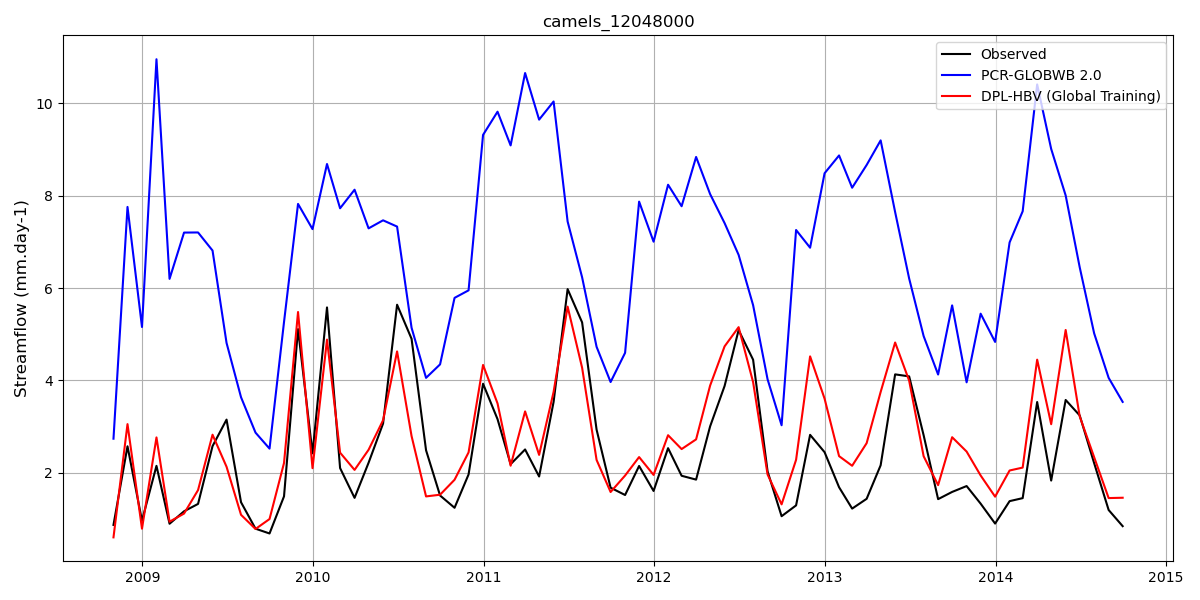 camels_12048000
Observed
PCR-GLOBWB 2.0
DPL-HBV (Global Training)
Streamflow (mm.day-1)
10
8
6
4
2
2009 2010 2011 2012 2013 2014 2015